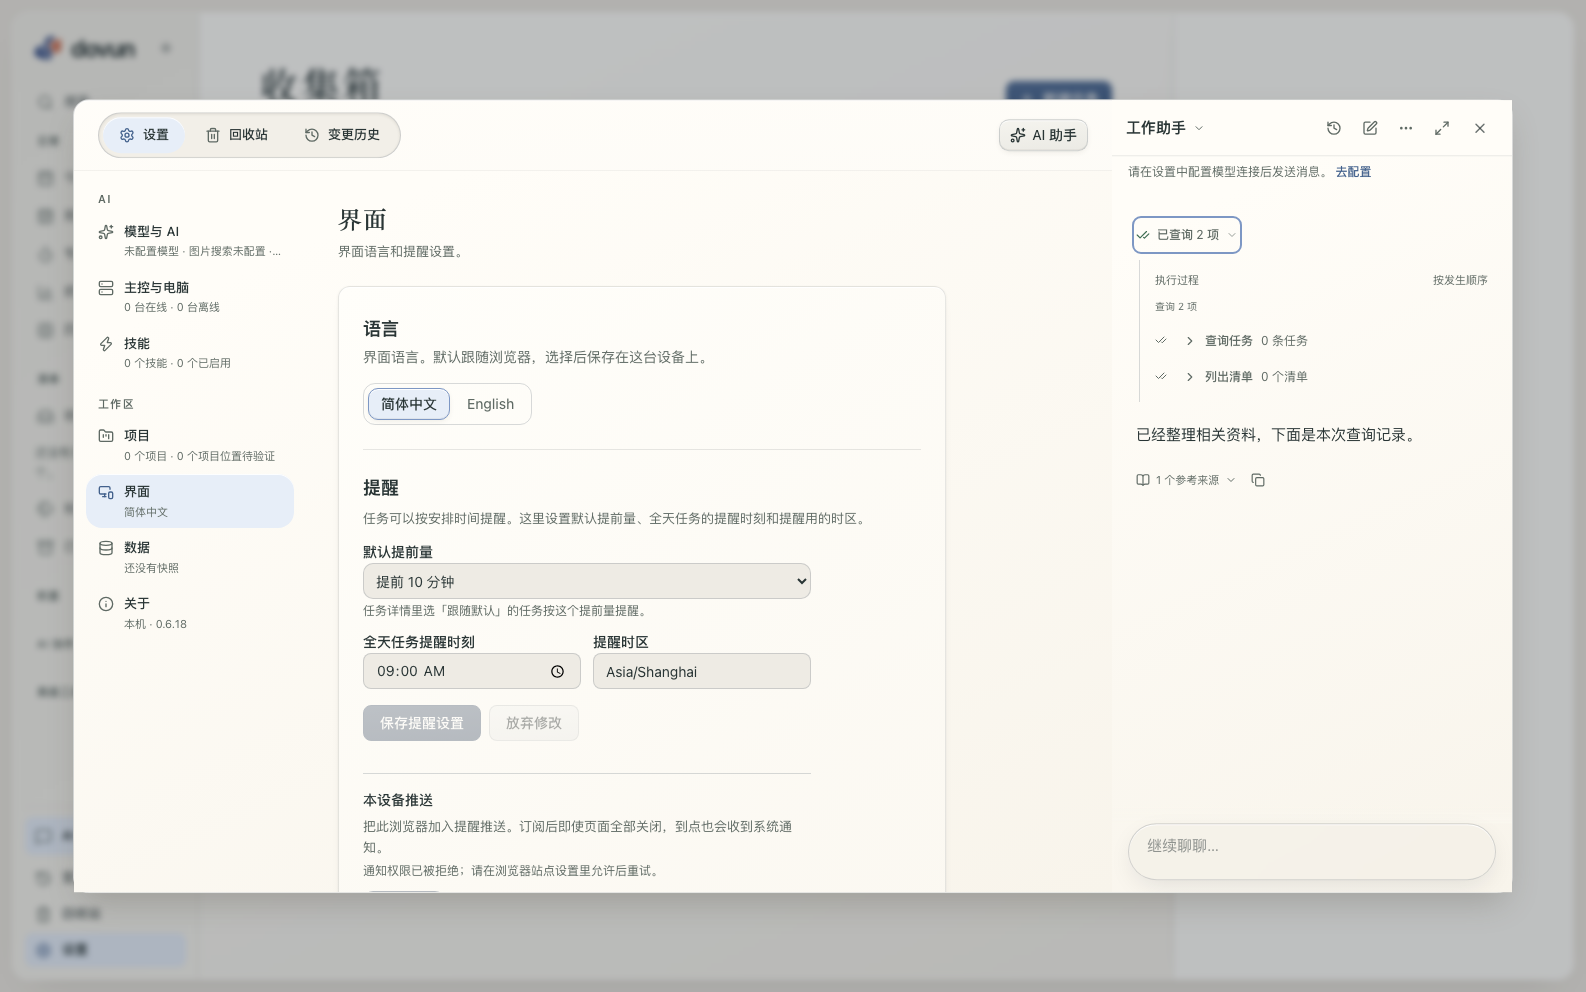 dovun
收集箱
设置
回收站
变更历史
AI 助手
AI
模型与 AI
未配置模型 · 图片搜索未配置 ·...
主控与电脑
0 台在线 · 0 台离线
技能
0 个技能 · 0 个已启用
工作区
项目
0 个项目 · 0 个项目位置待验证
界面
简体中文
数据
还没有快照
关于
本机 · 0.6.18
界面
界面语言和提醒设置。
语言
界面语言。默认跟随浏览器，选择后保存在这台设备上。
简体中文
English
提醒
任务可以按安排时间提醒。这里设置默认提前量、全天任务的提醒时刻和提醒用的时区。
默认提前量
提前 10 分钟
任务详情里选「跟随默认」的任务按这个提前量提醒。
全天任务提醒时刻
提醒时区
09:00 AM
Asia/Shanghai
保存提醒设置
放弃修改
本设备推送
把此浏览器加入提醒推送。订阅后即使页面全部关闭，到点也会收到系统通
知。
通知权限已被拒绝；请在浏览器站点设置里允许后重试。
工作助手
请在设置中配置模型连接后发送消息。 去配置
已查询 2 项
执行过程
按发生顺序
查询 2 项
查询任务 0 条任务
列出清单 0 个清单
已经整理相关资料，下面是本次查询记录。
1 个参考来源
继续聊聊...
回收站
设置